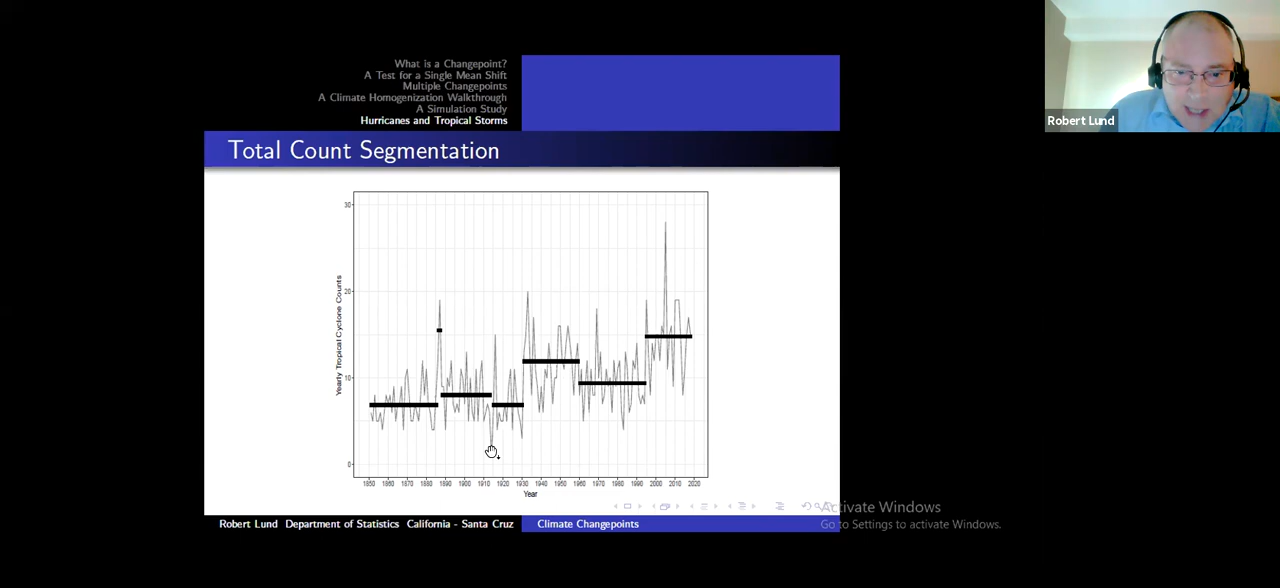 What is a Changepoint?
A Test for a Single Mean Shift
Multiple Changepoints
A Climate Homogenization Walkthrough
A Simulation Study
Hurricanes and Tropical Storms
Robert Lund
Total Count Segmentation
30
20
10
0
Yearly Tropical Cyclone Counts
1850 1860 1870 1880 1890 1900 1910 1920 1930 1940 1950 1960 1970 1980 1990 2000 2010 2020
Year
Activate Windows
Go to Settings to activate Windows.
Robert Lund Department of Statistics California - Santa Cruz
Climate Changepoints